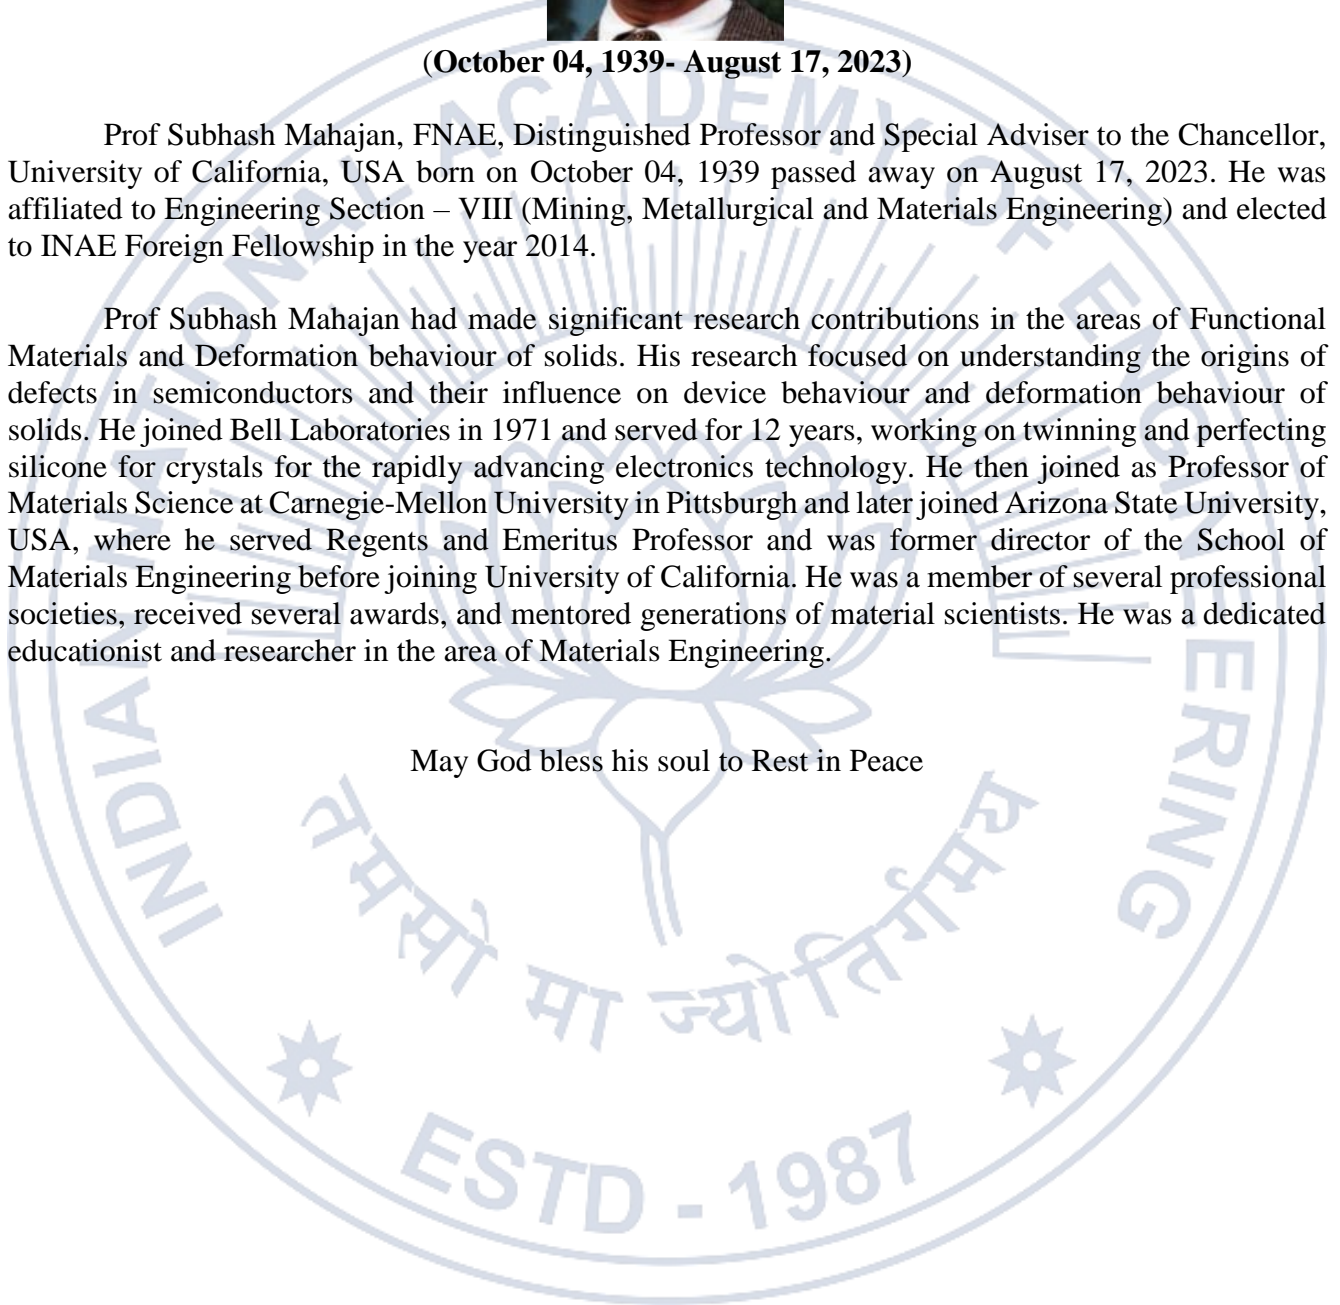 (October 04, 1939- August 17, 2023)
Prof Subhash Mahajan, FNAE, Distinguished Professor and Special Adviser to the Chancellor,
University of California, USA born on October 04, 1939 passed away on August 17, 2023. He was
affiliated to Engineering Section – VIII (Mining, Metallurgical and Materials Engineering) and elected
to INAE Foreign Fellowship in the year 2014.
Prof Subhash Mahajan had made significant research contributions in the areas of Functional
Materials and Deformation behaviour of solids. His research focused on understanding the origins of
defects in semiconductors and their influence on device behaviour and deformation behaviour of
solids. He joined Bell Laboratories in 1971 and served for 12 years, working on twinning and perfecting
silicone for crystals for the rapidly advancing electronics technology. He then joined as Professor of
Materials Science at Carnegie-Mellon University in Pittsburgh and later joined Arizona State University,
USA, where he served Regents and Emeritus Professor and was former director of the School of
Materials Engineering before joining University of California. He was a member of several professional
societies, received several awards, and mentored generations of material scientists. He was a dedicated
educationist and researcher in the area of Materials Engineering.
May God bless his soul to Rest in Peace
INDIAN NATIONAL ACADEMY OF ENGINEERING
तमसो मा ज्योतिर्गमय
ESTD - 1987